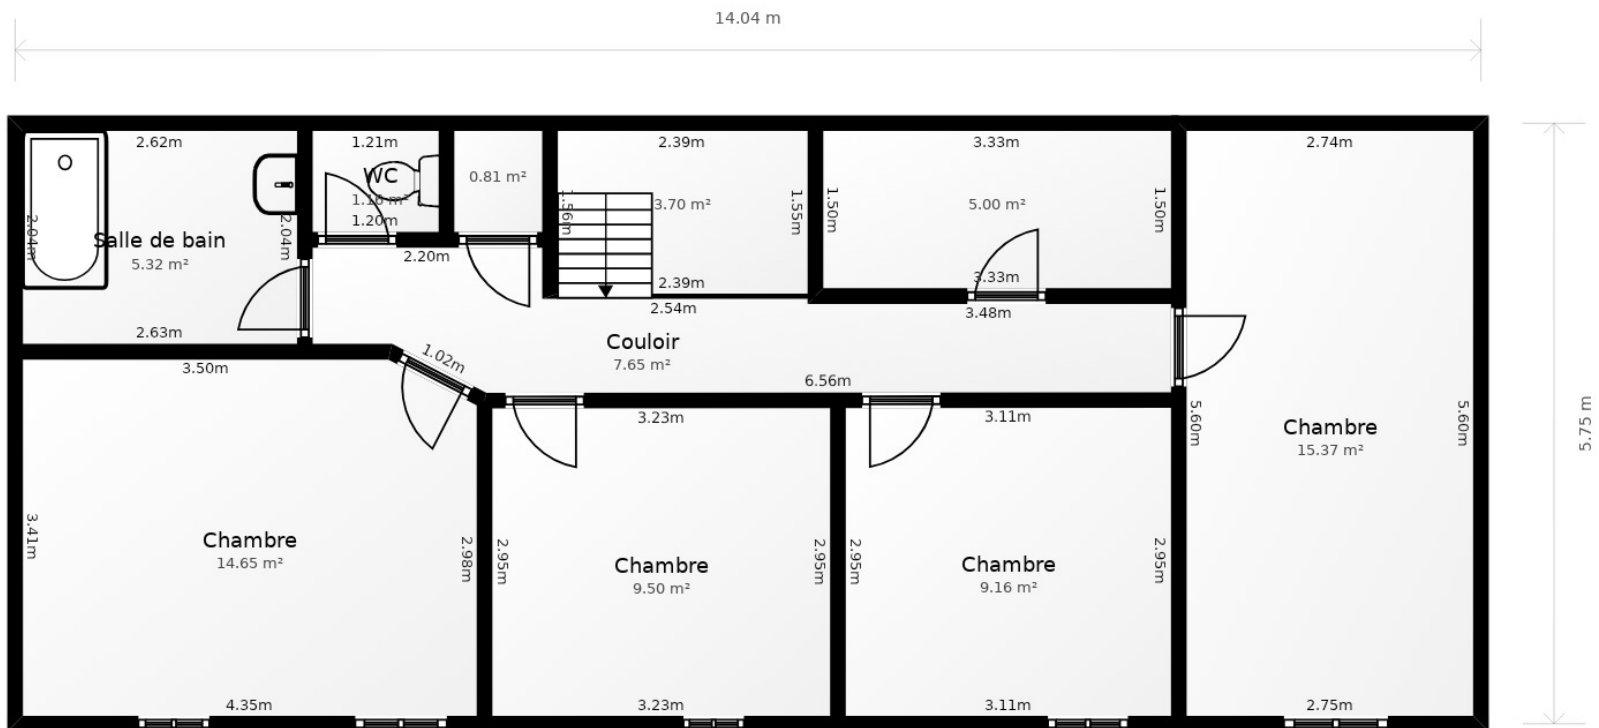 14.04 m
2.62m
1.21m
2.39m
3.33m
2.74m
WC
0.81 m²
1.20m
3.70 m²
1.55m
1.50m
5.00 m²
1.50m
2.04m
Salle de bain
5.32 m²
2.04m
2.20m
2.39m
3.33m
2.54m
3.48m
2.63m
1.02m
Couloir
7.65 m²
3.50m
6.56m
3.23m
3.11m
5.60m
Chambre
15.37 m²
5.60m
5.75 m
3.41m
Chambre
14.65 m²
2.98m
2.95m
Chambre
9.50 m²
2.95m
2.95m
Chambre
9.16 m²
2.95m
4.35m
3.23m
3.11m
2.75m